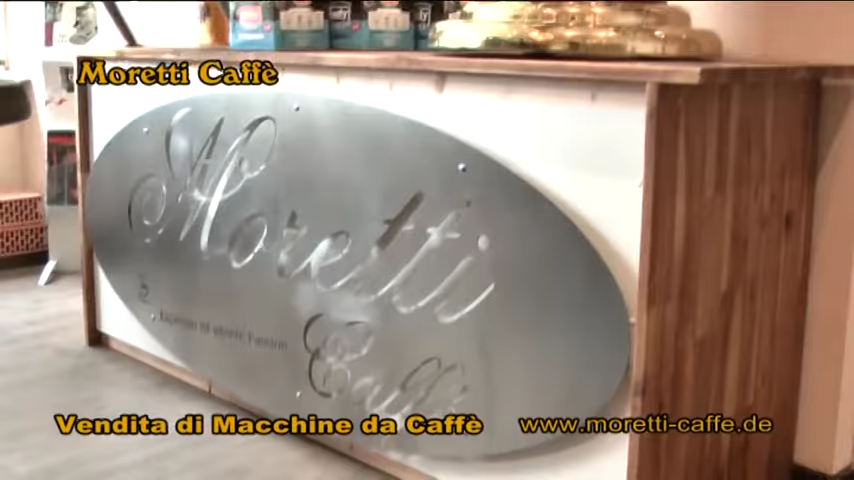 Moretti Caffè
Moretti
Caffè
Vendita di Macchine da Caffè
www.moretti-caffe.de